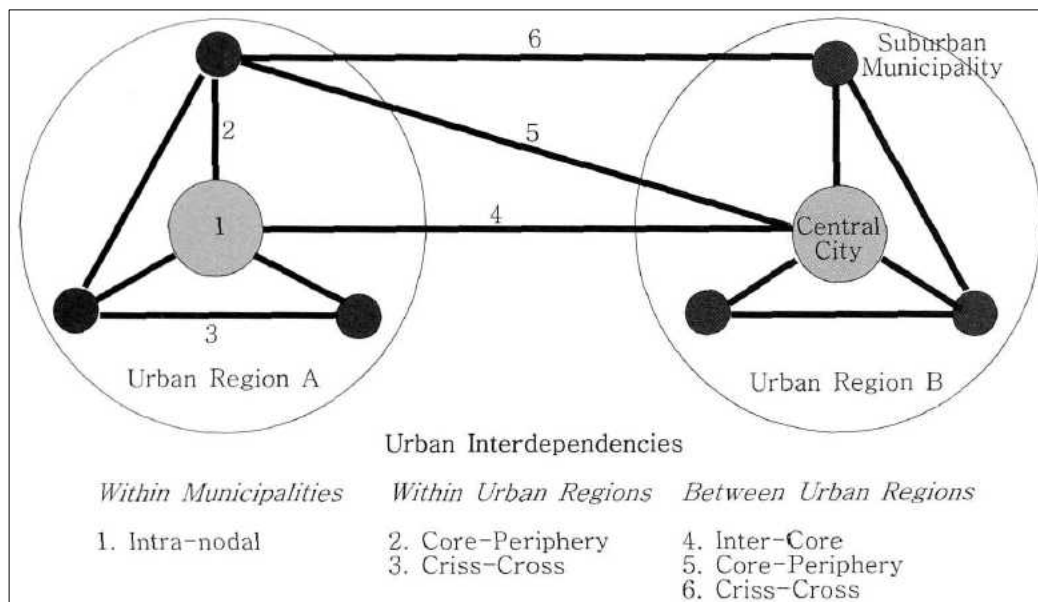 6
Suburban
Municipality
2
5
1
4
Central
City
3
Urban Region A
Urban Region B
Urban Interdependencies
Within Municipalities
Within Urban Regions
Between Urban Regions
1. Intra-nodal
2. Core-Periphery
3. Criss-Cross
4. Inter-Core
5. Core-Periphery
6. Criss-Cross